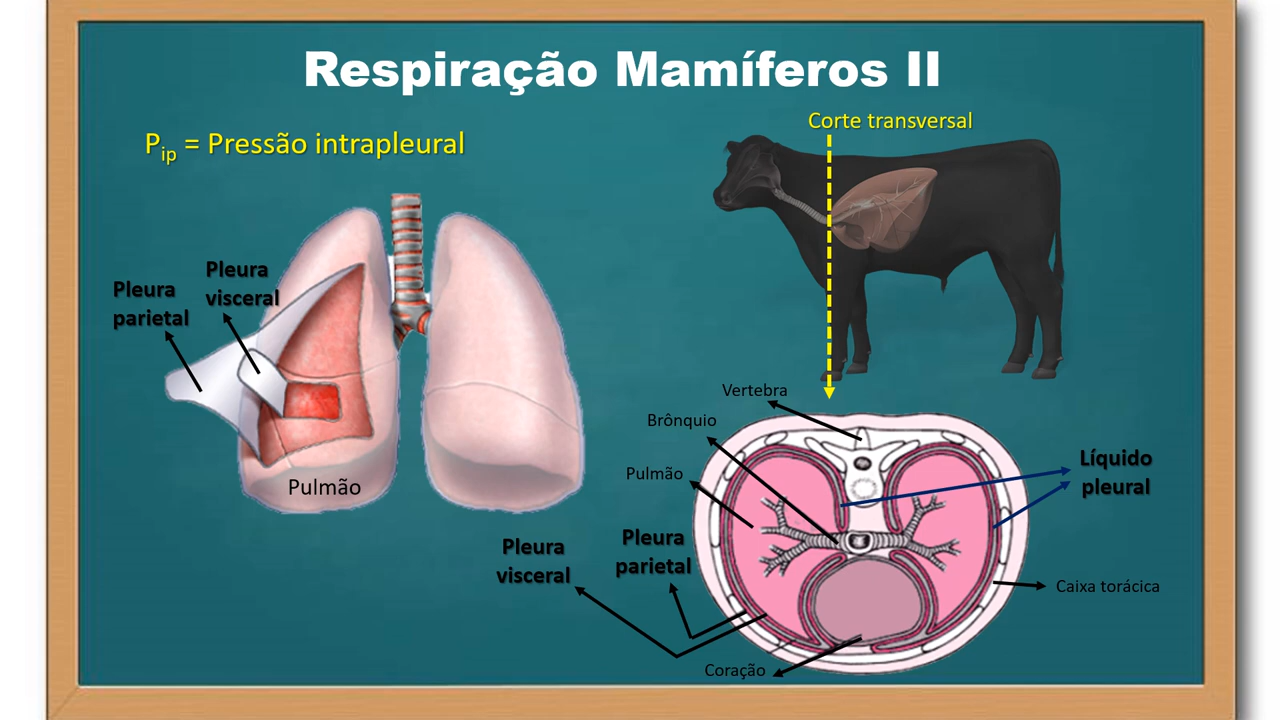 Respiração Mamíferos II
Pip = Pressão intrapleural
Corte transversal
Pleura
visceral
Pleura
parietal
Pulmão
Vertebra
Brônquio
Pulmão
Líquido
pleural
Pleura
visceral
Pleura
parietal
Caixa torácica
Coração